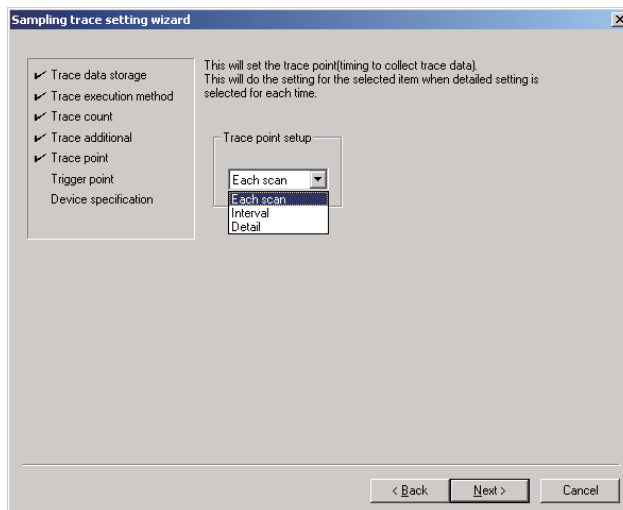 Sampling trace setting wizard
Trace data storage
Trace execution method
Trace count
Trace additional
Trace point
Trigger point
Device specification
This will set the trace point(timing to collect trace data).
This will do the setting for the selected item when detailed setting is
selected for each time.
Trace point setup
Each scan
Each scan
Interval
Detail
< Back
Next >
Cancel